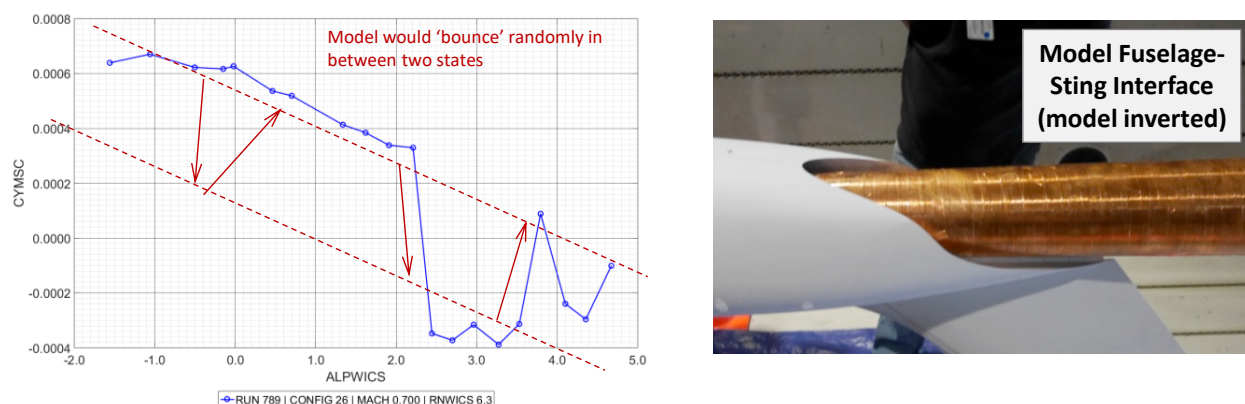 0.0008
0.0006
0.0004
0.0002
0.0000
-0.0002
-0.0004
CYMSC
-2.0
-1.0
0.0
1.0
2.0
3.0
4.0
5.0
ALPWICS
Model would ‘bounce’ randomly in
between two states
RUN 789 | CONFIG 26 | MACH 0.700 | RNWICS 6.3
Model Fuselage-
Sting Interface
(model inverted)